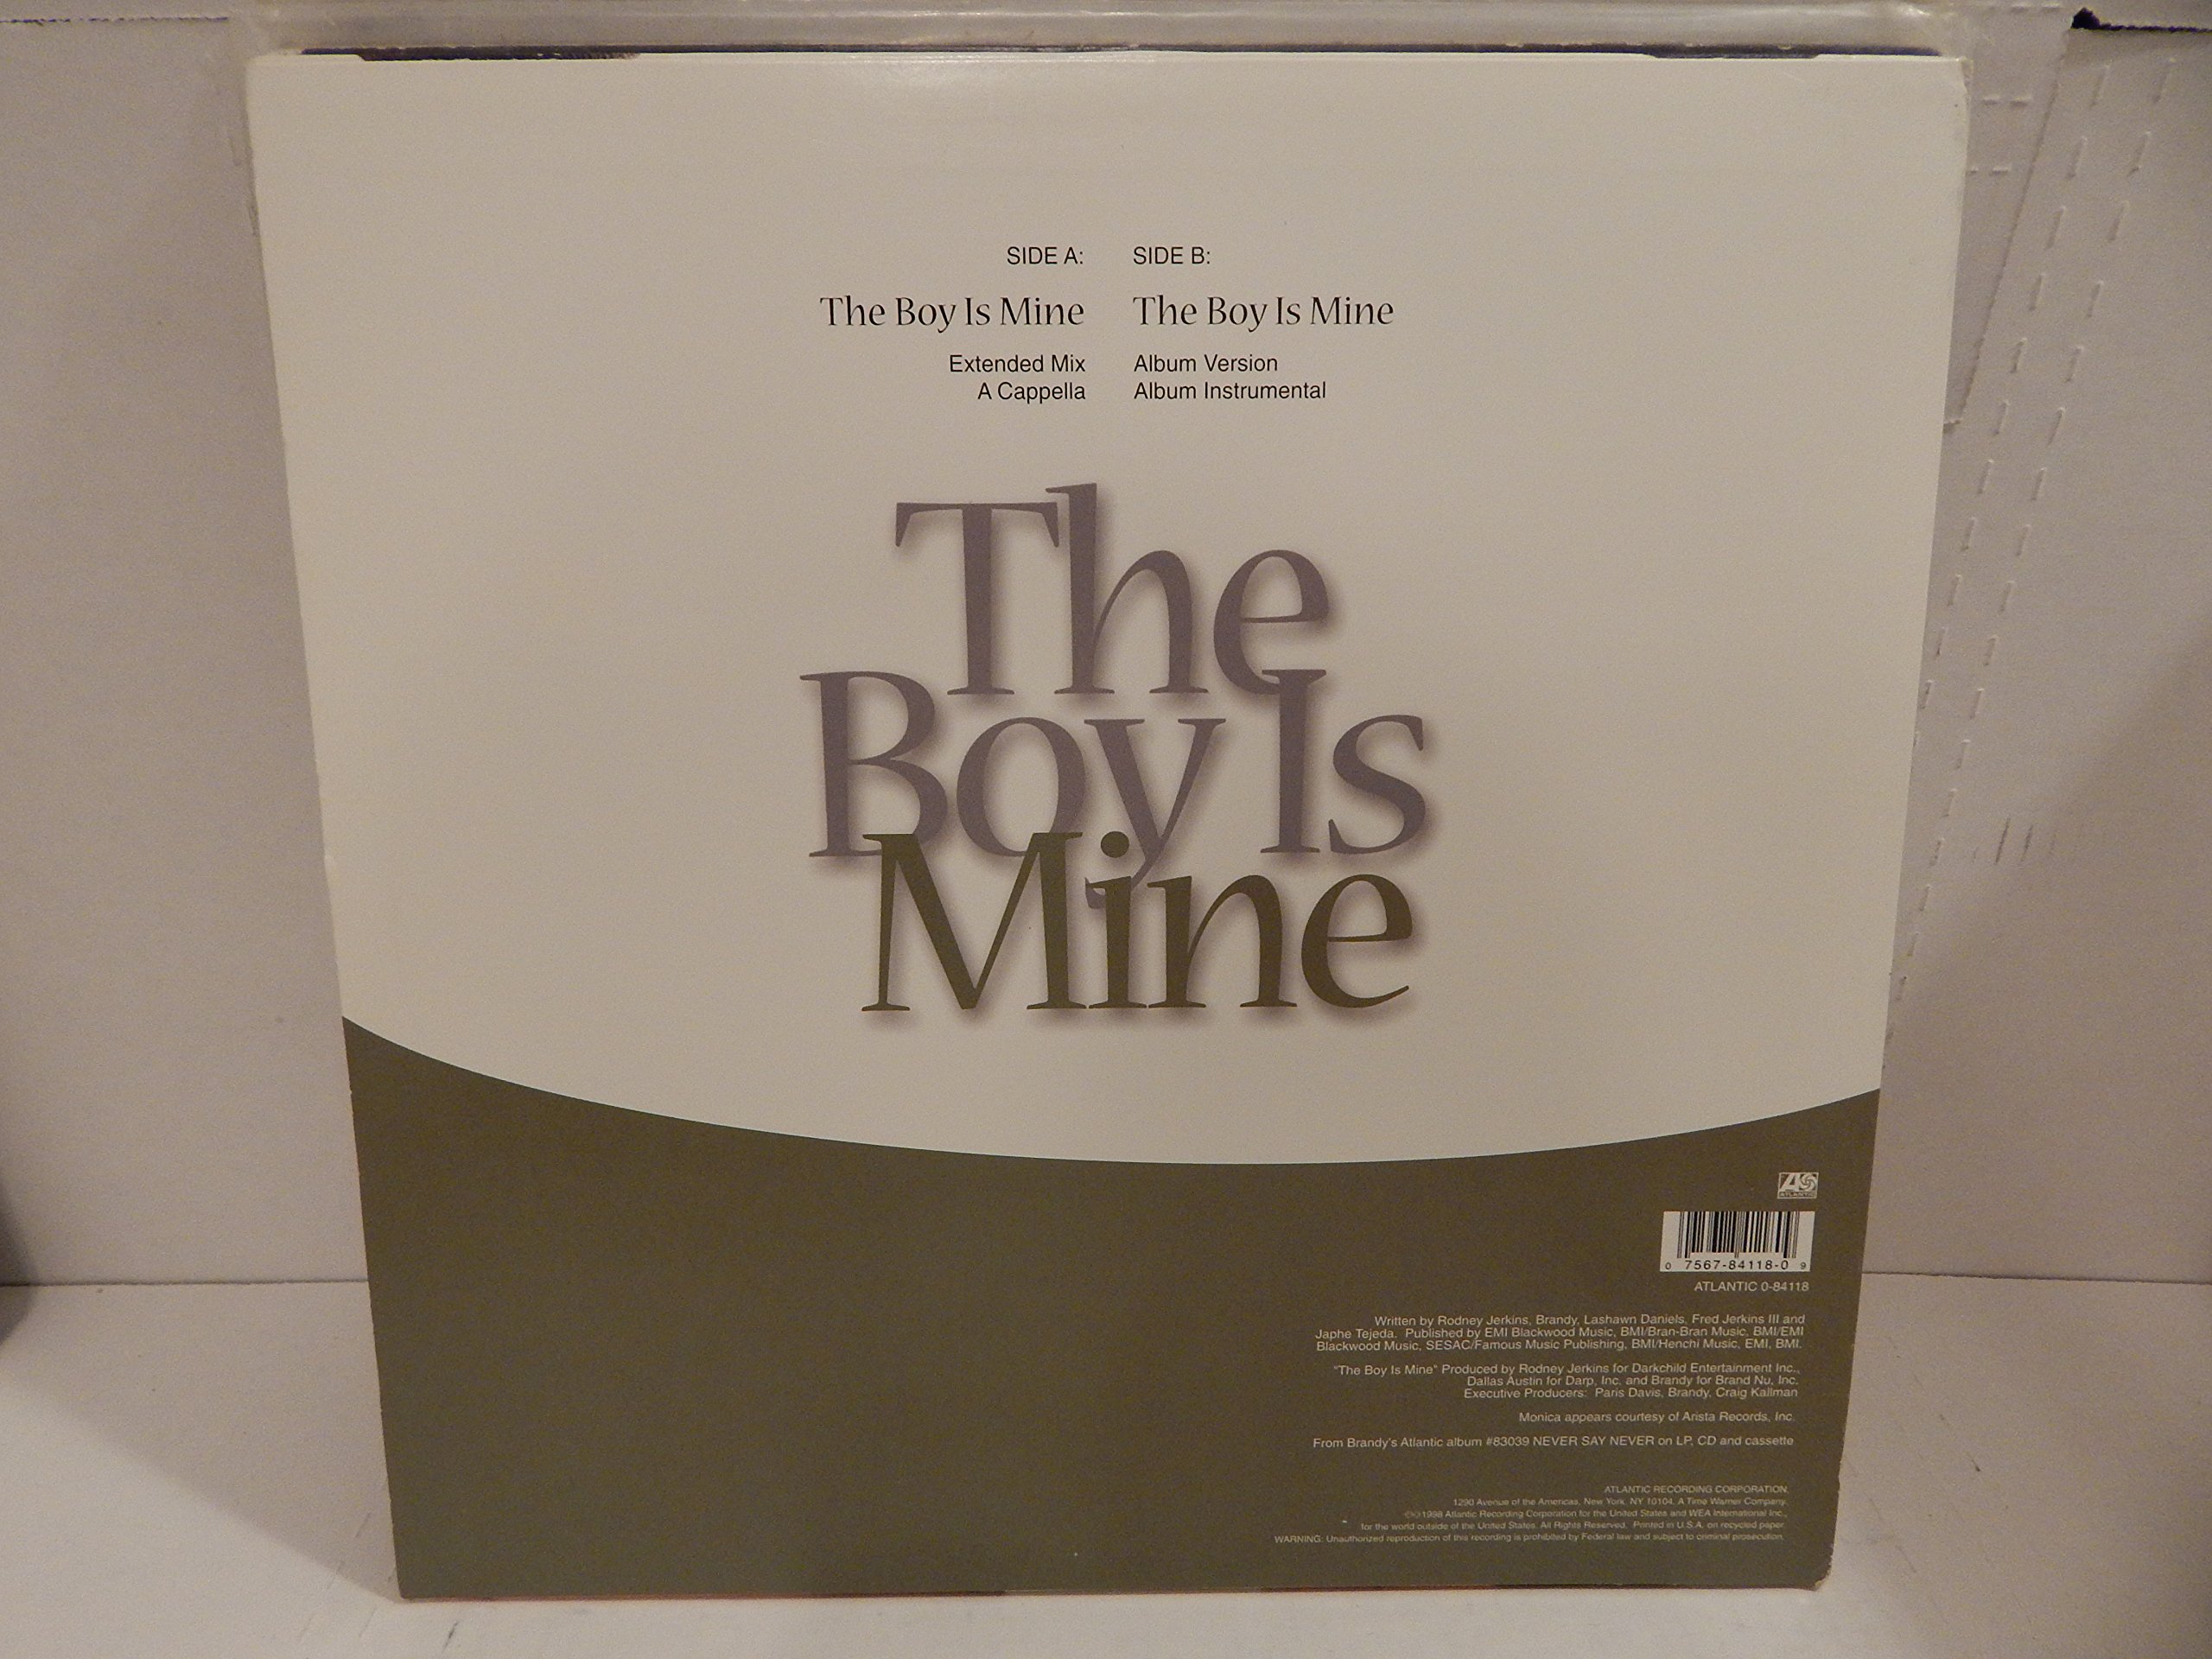 SIDE A:
The Boy Is Mine
Extended Mix
A Cappella
SIDE B:
The Boy Is Mine
Album Version
Album Instrumental
The
Boy Is
Mine
ATLANTIC
0 7567-84118-0 9
ATLANTIC 0-84118
Written by Rodney Jerkins, Brandy, Lashawn Daniels, Fred Jerkins III and
Japhe Tejeda. Published by EMI Blackwood Music, BMI/Bran-Bran Music, BMI/EMI
Blackwood Music, SESAC/Famous Music Publishing, BMI/Henchi Music, EMI, BMI.
"The Boy Is Mine" Produced by Rodney Jerkins for Darkchild Entertainment Inc.,
Dallas Austin for Darp, Inc. and Brandy for Brand Nu, Inc.
Executive Producers: Paris Davis, Brandy, Craig Kallman
Monica appears courtesy of Arista Records, Inc.
From Brandy's Atlantic album #83039 NEVER SAY NEVER on LP, CD and cassette
ATLANTIC RECORDING CORPORATION,
1290 Avenue of the Americas, New York, NY 10104. A Time Warner Company.
℗©1998 Atlantic Recording Corporation for the United States and WEA International Inc.,
for the world outside of the United States. All Rights Reserved. Printed in U.S.A. on recycled paper.
WARNING: Unauthorized reproduction of this recording is prohibited by Federal law and subject to criminal prosecution.